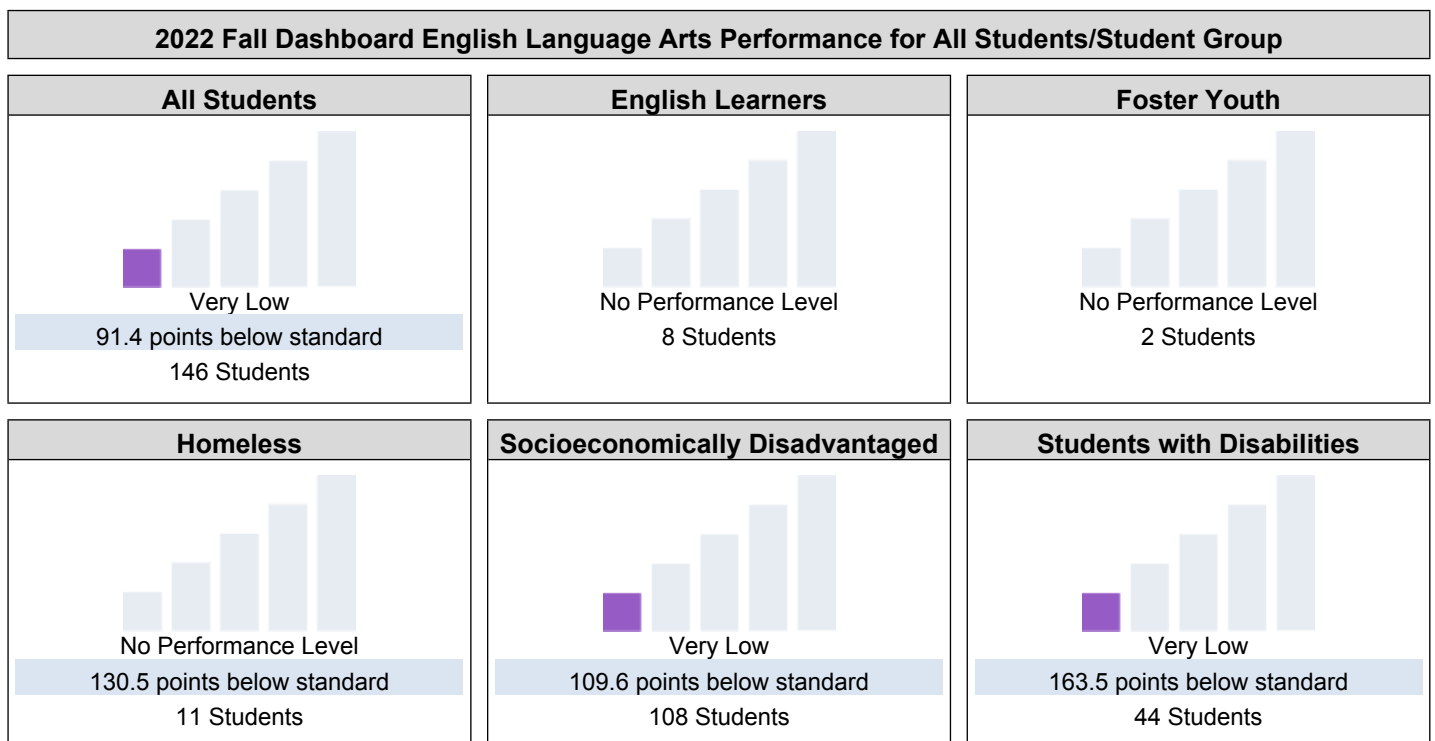 2022 Fall Dashboard English Language Arts Performance for All Students/Student Group
All Students
Very Low
91.4 points below standard
146 Students
English Learners
No Performance Level
8 Students
Foster Youth
No Performance Level
2 Students
Homeless
No Performance Level
130.5 points below standard
11 Students
Socioeconomically Disadvantaged
Very Low
109.6 points below standard
108 Students
Students with Disabilities
Very Low
163.5 points below standard
44 Students